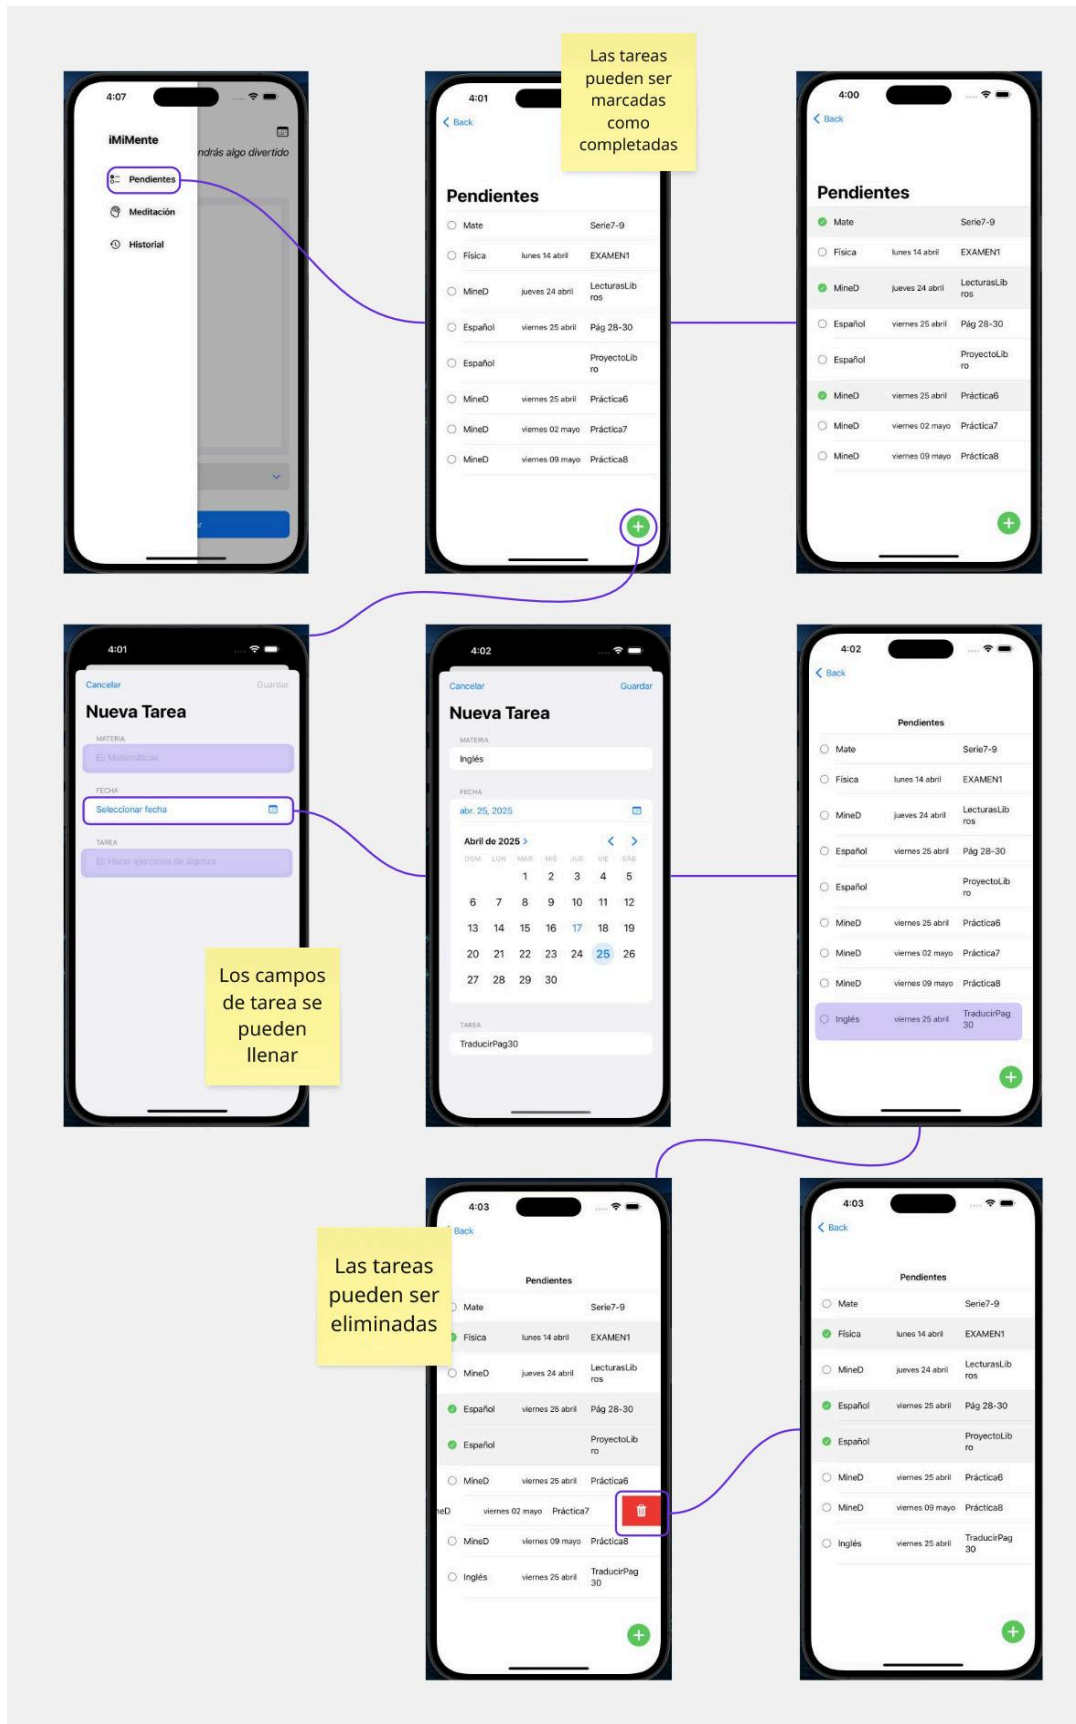 4:07
iMiMente
ndrás algo divertido
Pendientes
Meditación
Historial
r
4:01
Back
Las tareas
pueden ser
marcadas
como
completadas
Pendientes
Mate Serie7-9
Física lunes 14 abril EXAMEN1
MineD jueves 24 abril LecturasLib
ros
Español viernes 25 abril Pág 28-30
Español ProyectoLib
ro
MineD viernes 25 abril Práctica6
MineD viernes 02 mayo Práctica7
MineD viernes 09 mayo Práctica8
4:00
Back
Pendientes
Mate Serie7-9
Física lunes 14 abril EXAMEN1
MineD jueves 24 abril LecturasLib
ros
Español viernes 25 abril Pág 28-30
Español ProyectoLib
ro
MineD viernes 25 abril Práctica6
MineD viernes 02 mayo Práctica7
MineD viernes 09 mayo Práctica8
4:01
Cancelar Guardar
Nueva Tarea
MATERIA
Ej: Matemáticas
FECHA
Seleccionar fecha
TAREA
Ej: Hacer ejercicios de álgebra
Los campos
de tarea se
pueden
llenar
4:02
Cancelar Guardar
Nueva Tarea
MATERIA
Inglés
FECHA
abr. 25, 2025
Abril de 2025
DOM LUN MAR MIÉ JUE VIE SÁB
1 2 3 4 5
6 7 8 9 10 11 12
13 14 15 16 17 18 19
20 21 22 23 24 25 26
27 28 29 30
TAREA
TraducirPag30
4:02
Back
Pendientes
Mate Serie7-9
Física lunes 14 abril EXAMEN1
MineD jueves 24 abril LecturasLib
ros
Español viernes 25 abril Pág 28-30
Español ProyectoLib
ro
MineD viernes 25 abril Práctica6
MineD viernes 02 mayo Práctica7
MineD viernes 09 mayo Práctica8
Inglés viernes 25 abril TraducirPag
30
4:03
Back
Las tareas
pueden ser
eliminadas
Pendientes
Mate Serie7-9
Física lunes 14 abril EXAMEN1
MineD jueves 24 abril LecturasLib
ros
Español viernes 25 abril Pág 28-30
Español ProyectoLib
ro
MineD viernes 25 abril Práctica6
neD viernes 02 mayo Práctica7
MineD viernes 09 mayo Práctica8
Inglés viernes 25 abril TraducirPag
30
4:03
Back
Pendientes
Mate Serie7-9
Física lunes 14 abril EXAMEN1
MineD jueves 24 abril LecturasLib
ros
Español viernes 25 abril Pág 28-30
Español ProyectoLib
ro
MineD viernes 25 abril Práctica6
MineD viernes 09 mayo Práctica8
Inglés viernes 25 abril TraducirPag
30